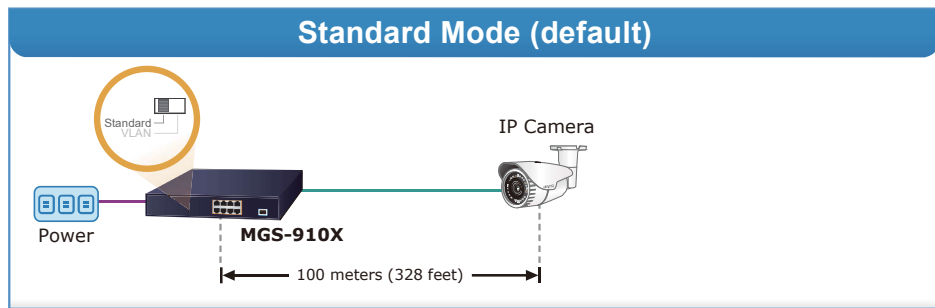 Standard Mode (default)
Standard
VLAN
IP Camera
Power
MGS-910X
100 meters (328 feet)